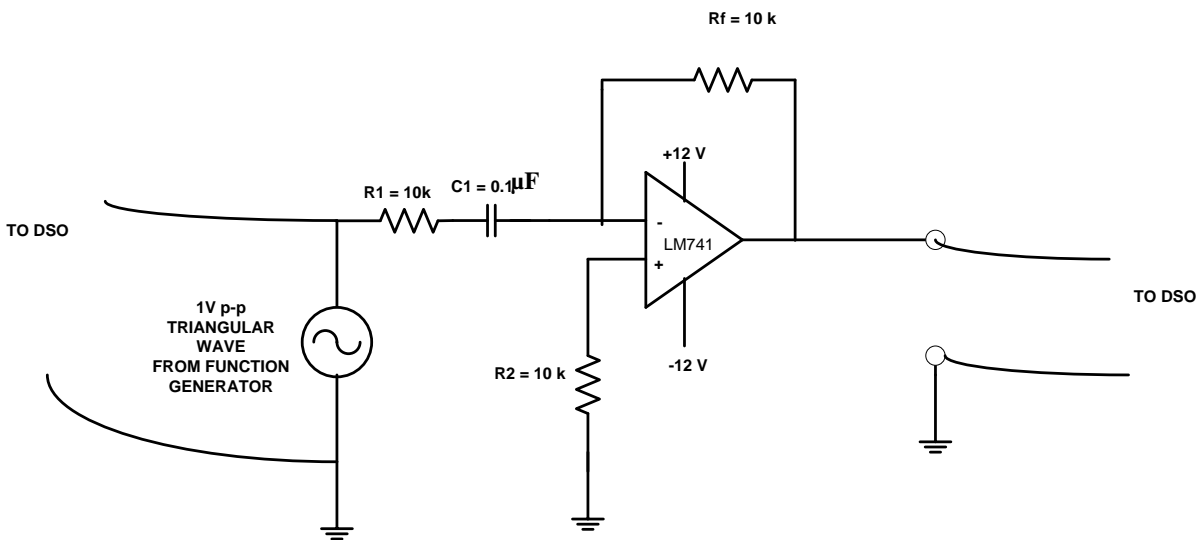 Rf = 10 k
+12 V
R1 = 10k
C1 = 0.1µF
TO DSO
-
LM741
+
TO DSO
1V p-p
TRIANGULAR
WAVE
FROM FUNCTION
GENERATOR
R2 = 10 k
-12 V